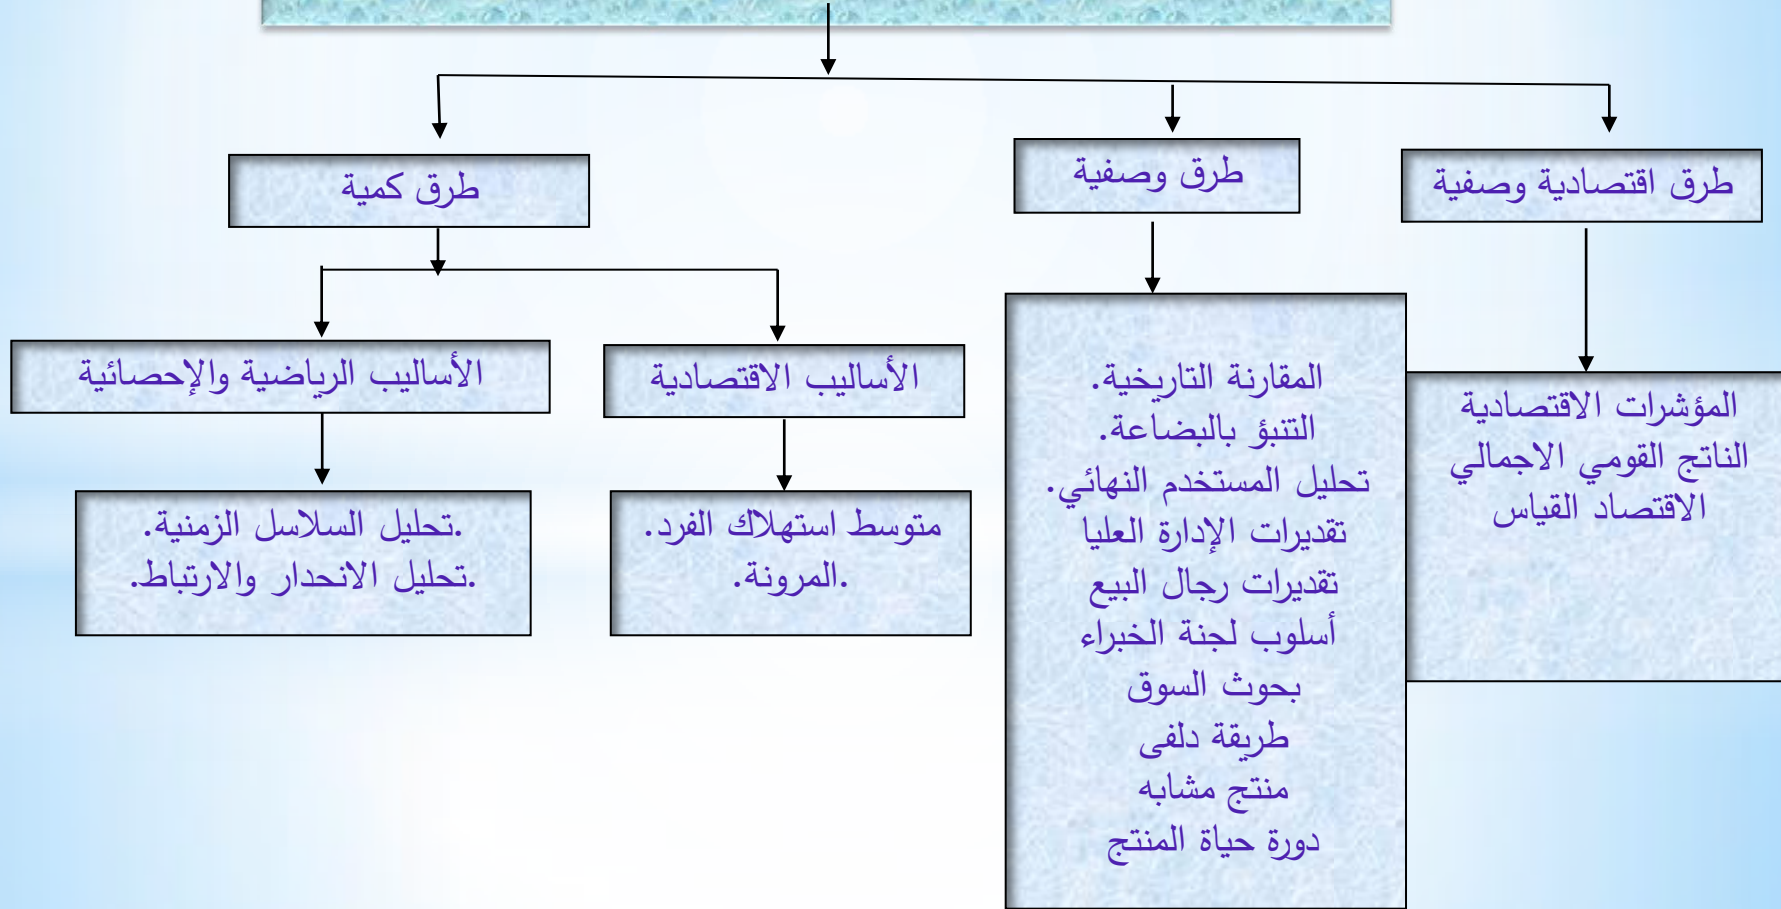 طرق اقتصادية وصفية
طرق وصفية
طرق كمية
المؤشرات الاقتصادية
الناتج القومي الاجمالي
الاقتصاد القياس
المقارنة التاريخية.
التنبؤ بالبضاعة.
تحليل المستخدم النهائي.
تقديرات الإدارة العليا
تقديرات رجال البيع
أسلوب لجنة الخبراء
بحوث السوق
طريقة دلفى
منتج مشابه
دورة حياة المنتج
الأساليب الاقتصادية
الأساليب الرياضية والإحصائية
متوسط استهلاك الفرد.
.المرونة.
.تحليل السلاسل الزمنية.
.تحليل الانحدار والارتباط.